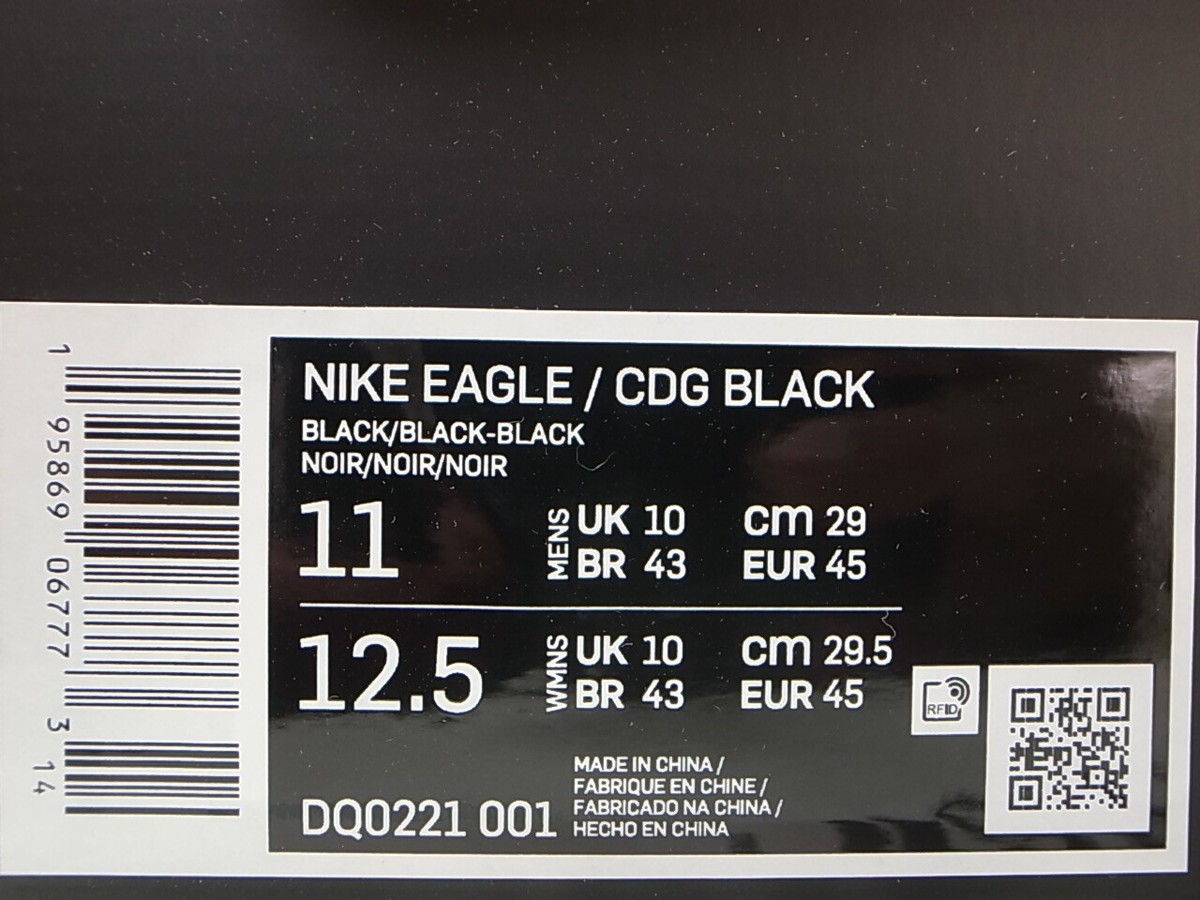 NIKE EAGLE / CDG BLACK
BLACK/BLACK-BLACK
NOIR/NOIR/NOIR
11 MENS UK 10 cm 29
BR 43 EUR 45
12.5 WMNS UK 10 cm 29.5
BR 43 EUR 45
RFID
MADE IN CHINA /
FABRIQUE EN CHINE /
FABRICADO NA CHINA /
HECHO EN CHINA
DQ0221 001
1 95869 06777 3 14